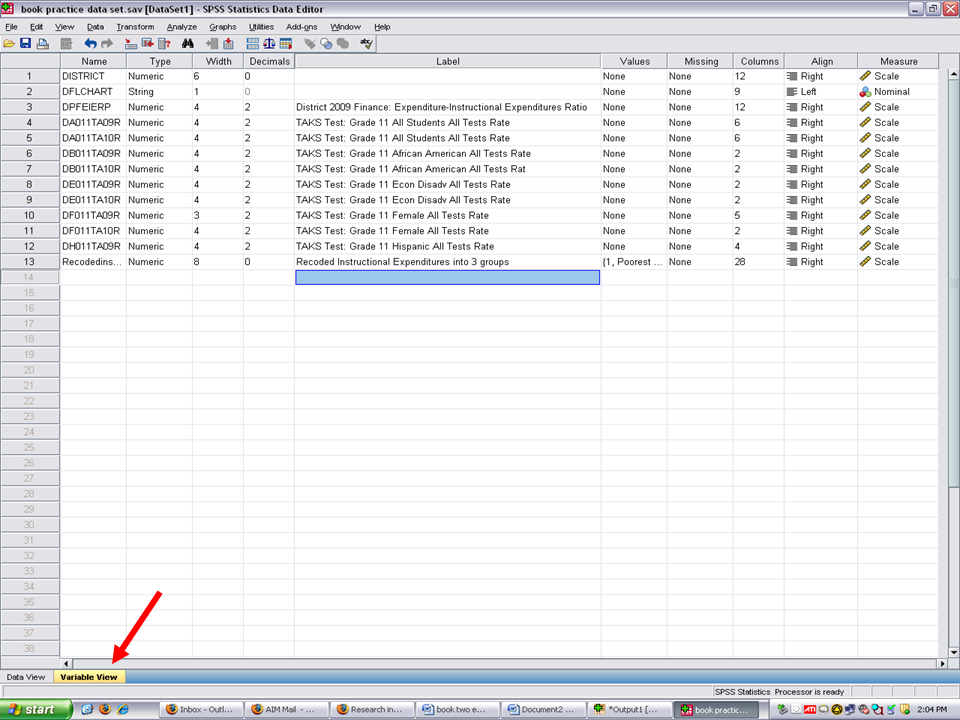 book practice data set.sav [DataSet1] - SPSS Statistics Data Editor
File Edit View Data Transform Analyze Graphs Utilities Add-ons Window Help
Name Type Width Decimals Label Values Missing Columns Align Measure
1 DISTRICT Numeric 6 0 None None 12 Right Scale
2 DFLCHART String 1 0 None None 9 Left Nominal
3 DPFEIERP Numeric 4 2 District 2009 Finance: Expenditure-Instructional Expenditures Ratio None None 12 Right Scale
4 DA011TA09R Numeric 4 2 TAKS Test: Grade 11 All Students All Tests Rate None None 6 Right Scale
5 DA011TA10R Numeric 4 2 TAKS Test: Grade 11 All Students All Tests Rate None None 6 Right Scale
6 DB011TA09R Numeric 4 2 TAKS Test: Grade 11 African American All Tests Rate None None 2 Right Scale
7 DB011TA10R Numeric 4 2 TAKS Test: Grade 11 African American All Tests Rat None None 2 Right Scale
8 DE011TA09R Numeric 4 2 TAKS Test: Grade 11 Econ Disadv All Tests Rate None None 2 Right Scale
9 DE011TA10R Numeric 4 2 TAKS Test: Grade 11 Econ Disadv All Tests Rate None None 2 Right Scale
10 DF011TA09R Numeric 3 2 TAKS Test: Grade 11 Female All Tests Rate None None 5 Right Scale
11 DF011TA10R Numeric 4 2 TAKS Test: Grade 11 Female All Tests Rate None None 2 Right Scale
12 DH011TA09R Numeric 4 2 TAKS Test: Grade 11 Hispanic All Tests Rate None None 4 Right Scale
13 Recodedins... Numeric 8 0 Recoded Instructional Expenditures into 3 groups {1, Poorest ... None 28 Right Scale
14
15
16
17
18
19
20
21
22
23
24
25
26
27
28
29
30
31
32
33
34
35
36
37
38
Data View Variable View
SPSS Statistics Processor is ready
start Inbox - Outl... AIM Mail - ... Research in... book two e... Document2 ... *Output1 [... book practic... ATI 2:04 PM